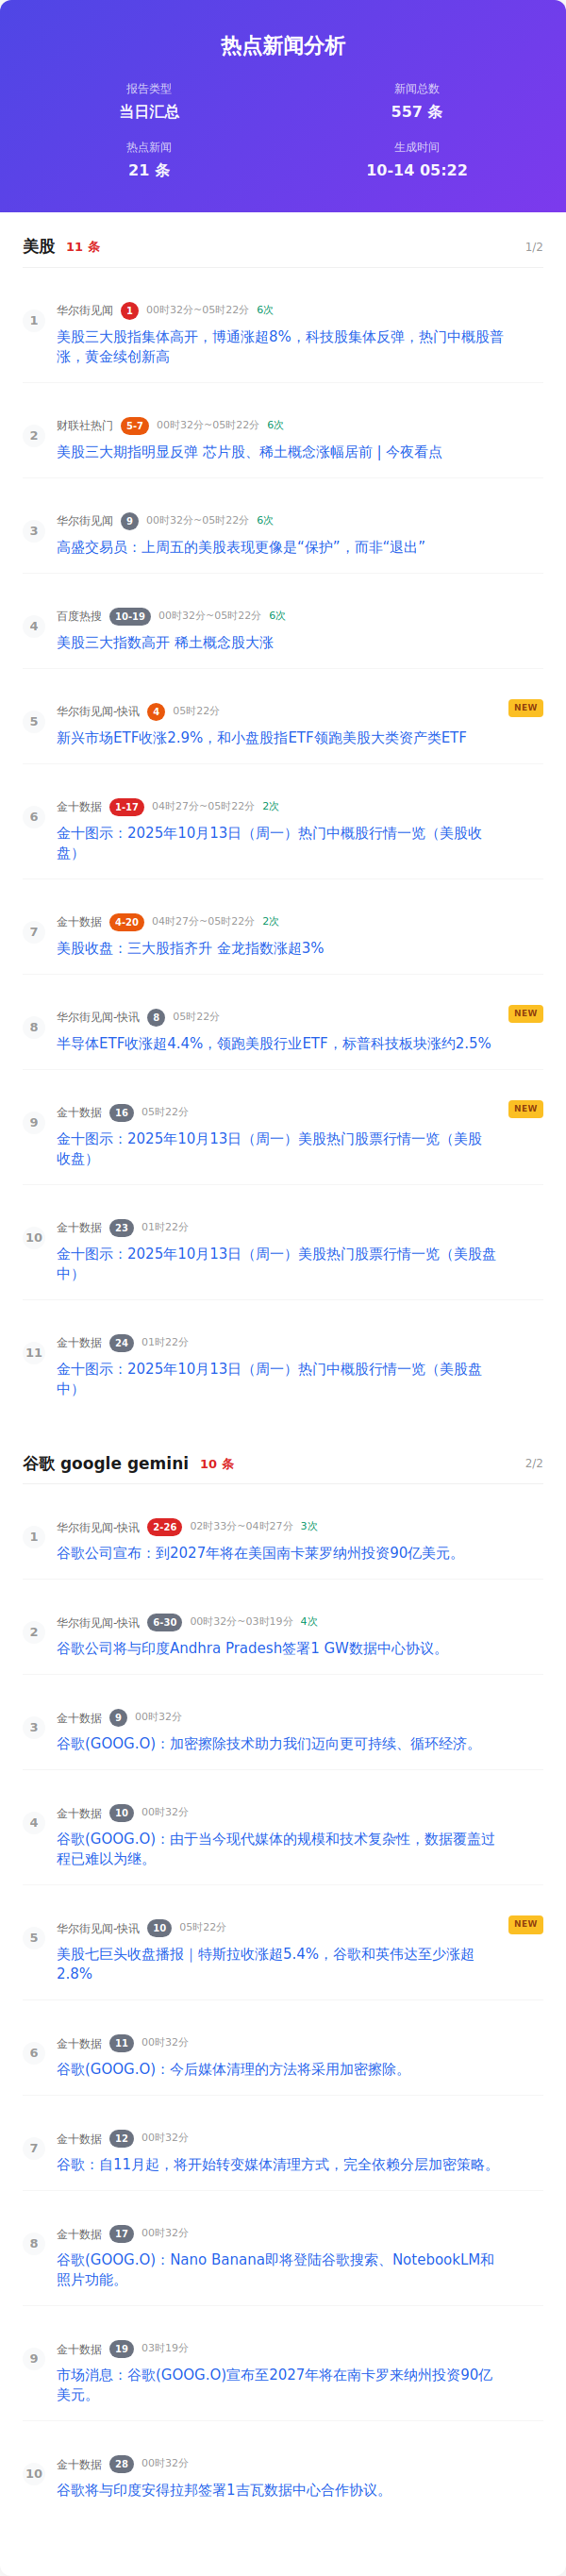 热点新闻分析
报告类型
当日汇总
新闻总数
557 条
热点新闻
21 条
生成时间
10-14 05:22
美股 11 条 1/2
1
华尔街见闻 1 00时32分~05时22分 6次
美股三大股指集体高开，博通涨超8%，科技股集体反弹，热门中概股普
涨，黄金续创新高
2
财联社热门 5-7 00时32分~05时22分 6次
美股三大期指明显反弹 芯片股、稀土概念涨幅居前 | 今夜看点
3
华尔街见闻 9 00时32分~05时22分 6次
高盛交易员：上周五的美股表现更像是“保护”，而非“退出”
4
百度热搜 10-19 00时32分~05时22分 6次
美股三大指数高开 稀土概念股大涨
5
华尔街见闻-快讯 4 05时22分 NEW
新兴市场ETF收涨2.9%，和小盘股指ETF领跑美股大类资产类ETF
6
金十数据 1-17 04时27分~05时22分 2次
金十图示：2025年10月13日（周一）热门中概股行情一览（美股收
盘）
7
金十数据 4-20 04时27分~05时22分 2次
美股收盘：三大股指齐升 金龙指数涨超3%
8
华尔街见闻-快讯 8 05时22分 NEW
半导体ETF收涨超4.4%，领跑美股行业ETF，标普科技板块涨约2.5%
9
金十数据 16 05时22分 NEW
金十图示：2025年10月13日（周一）美股热门股票行情一览（美股
收盘）
10
金十数据 23 01时22分
金十图示：2025年10月13日（周一）美股热门股票行情一览（美股盘
中）
11
金十数据 24 01时22分
金十图示：2025年10月13日（周一）热门中概股行情一览（美股盘
中）
谷歌 google gemini 10 条 2/2
1
华尔街见闻-快讯 2-26 02时33分~04时27分 3次
谷歌公司宣布：到2027年将在美国南卡莱罗纳州投资90亿美元。
2
华尔街见闻-快讯 6-30 00时32分~03时19分 4次
谷歌公司将与印度Andhra Pradesh签署1 GW数据中心协议。
3
金十数据 9 00时32分
谷歌(GOOG.O)：加密擦除技术助力我们迈向更可持续、循环经济。
4
金十数据 10 00时32分
谷歌(GOOG.O)：由于当今现代媒体的规模和技术复杂性，数据覆盖过
程已难以为继。
5
华尔街见闻-快讯 10 05时22分 NEW
美股七巨头收盘播报｜特斯拉收涨超5.4%，谷歌和英伟达至少涨超
2.8%
6
金十数据 11 00时32分
谷歌(GOOG.O)：今后媒体清理的方法将采用加密擦除。
7
金十数据 12 00时32分
谷歌：自11月起，将开始转变媒体清理方式，完全依赖分层加密策略。
8
金十数据 17 00时32分
谷歌(GOOG.O)：Nano Banana即将登陆谷歌搜索、NotebookLM和
照片功能。
9
金十数据 19 03时19分
市场消息：谷歌(GOOG.O)宣布至2027年将在南卡罗来纳州投资90亿
美元。
10
金十数据 28 00时32分
谷歌将与印度安得拉邦签署1吉瓦数据中心合作协议。